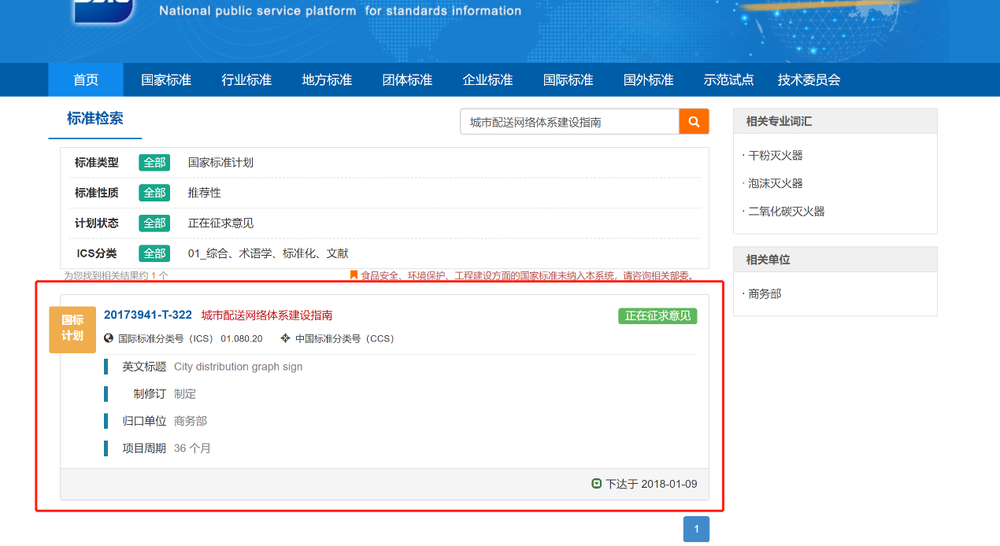 National public service platform for standards information
首页 国家标准 行业标准 地方标准 团体标准 企业标准 国际标准 国外标准 示范试点 技术委员会
标准检索
城市配送网络体系建设指南
标准类型 全部 国家标准计划
标准性质 全部 推荐性
计划状态 全部 正在征求意见
ICS分类 全部 01_综合、术语学、标准化、文献
为您找到相关结果约 1 个
食品安全、环境保护、工程建设方面的国家标准未纳入本系统，请咨询相关部委。
国标
计划
20173941-T-322 城市配送网络体系建设指南
正在征求意见
国际标准分类号（ICS） 01.080.20 中国标准分类号（CCS）
英文标题 City distribution graph sign
制修订 制定
归口单位 商务部
项目周期 36 个月
下达于 2018-01-09
1
相关专业词汇
· 干粉灭火器
· 泡沫灭火器
· 二氧化碳灭火器
相关单位
· 商务部